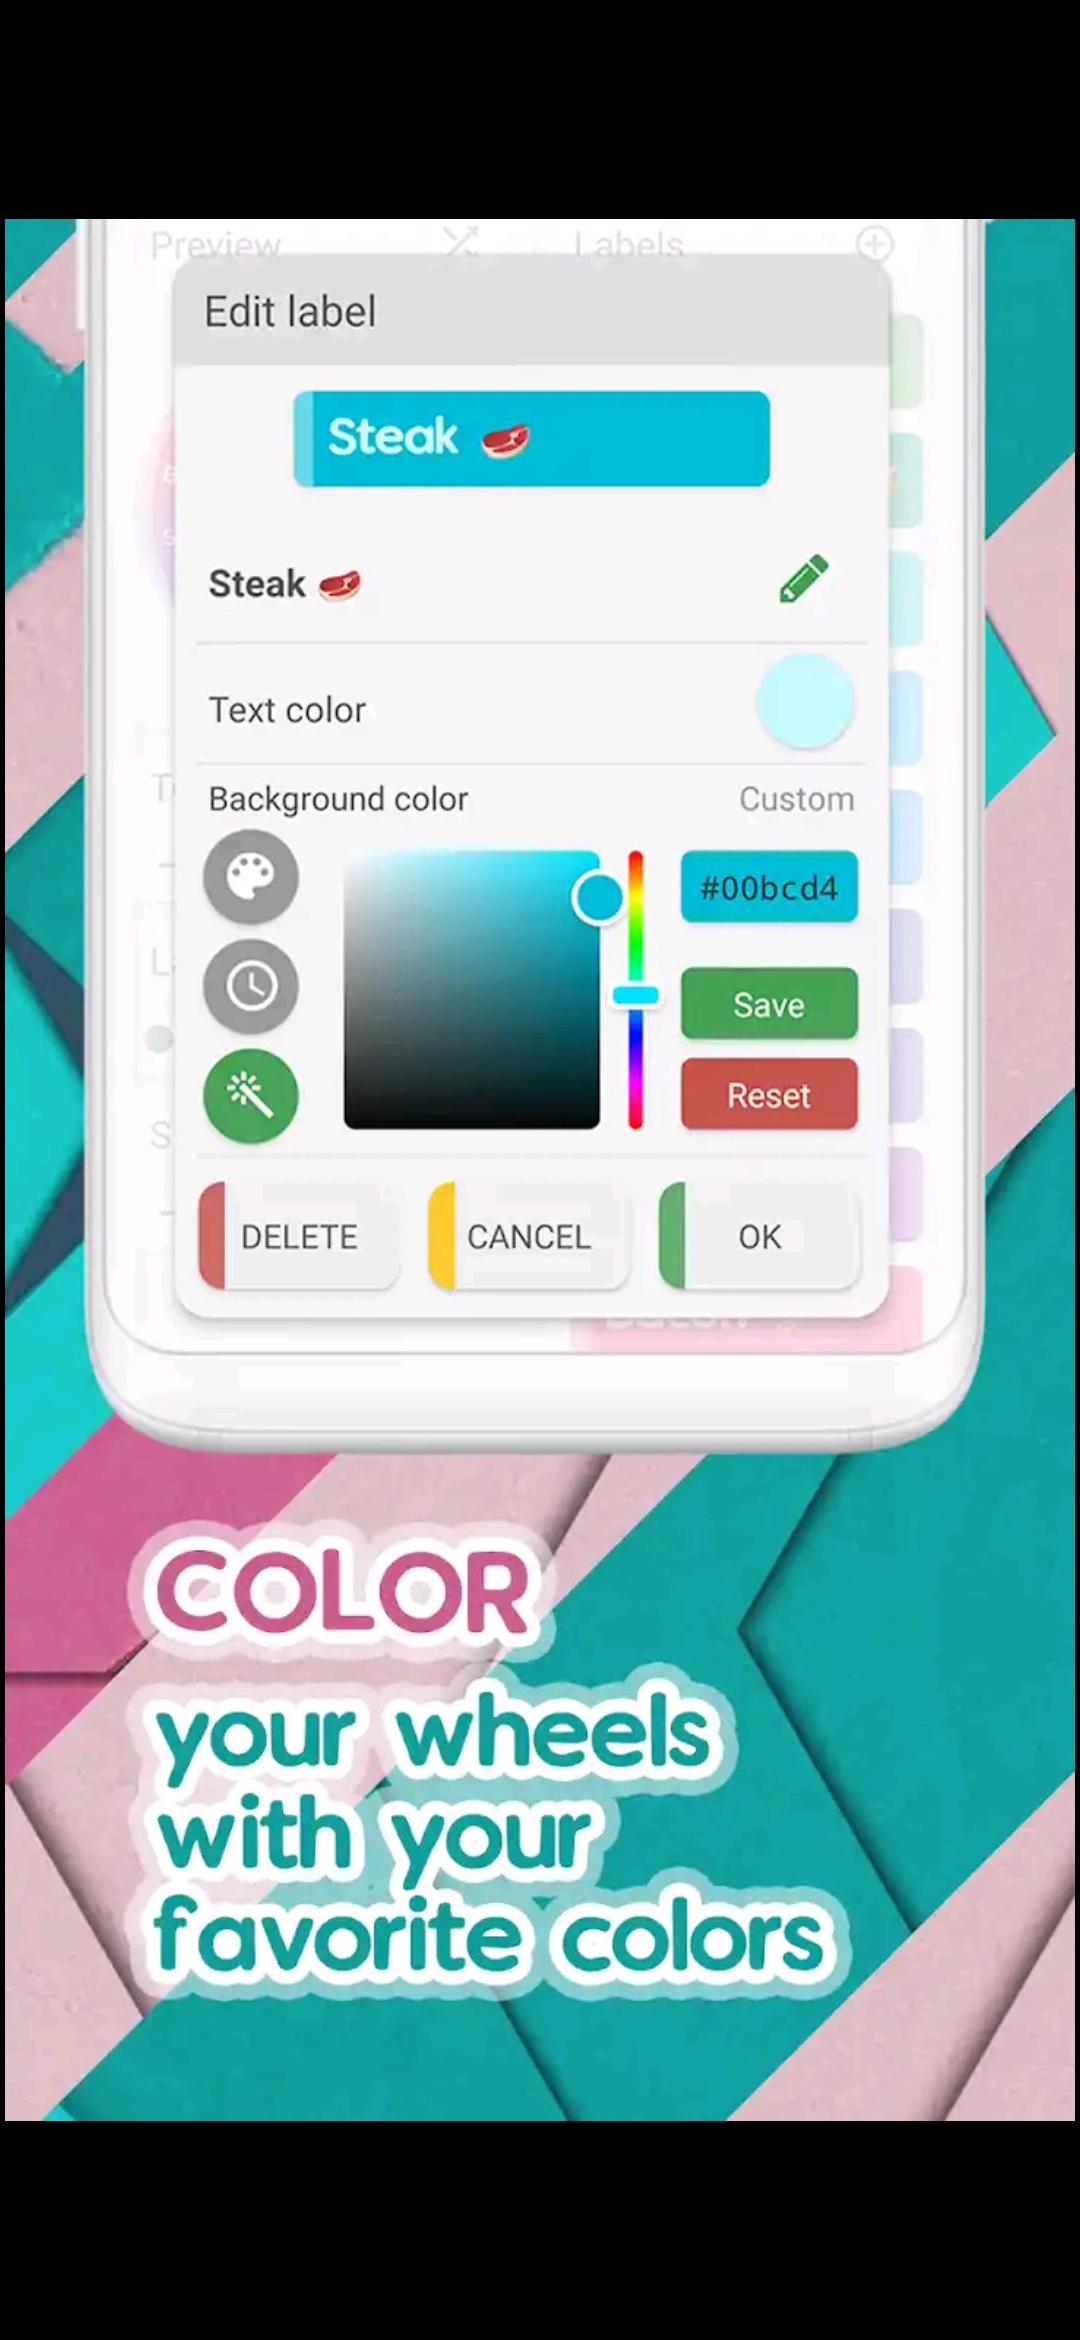 Preview Labels
Edit label
Steak 🥩
Steak 🥩
Text color
Background color Custom
#00bcd4
Save
Reset
DELETE CANCEL OK
COLOR
your wheels
with your
favorite colors